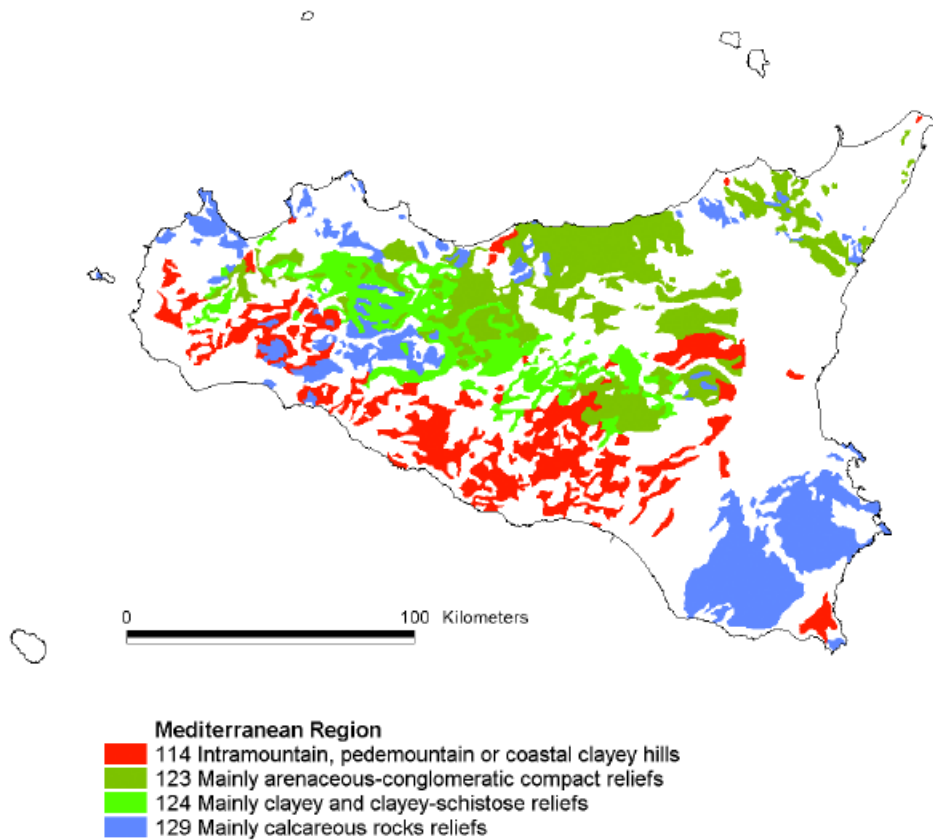 0 100 Kilometers
Mediterranean Region
114 Intramountain, pedemountain or coastal clayey hills
123 Mainly arenaceous-conglomeratic compact reliefs
124 Mainly clayey and clayey-schistose reliefs
129 Mainly calcareous rocks reliefs